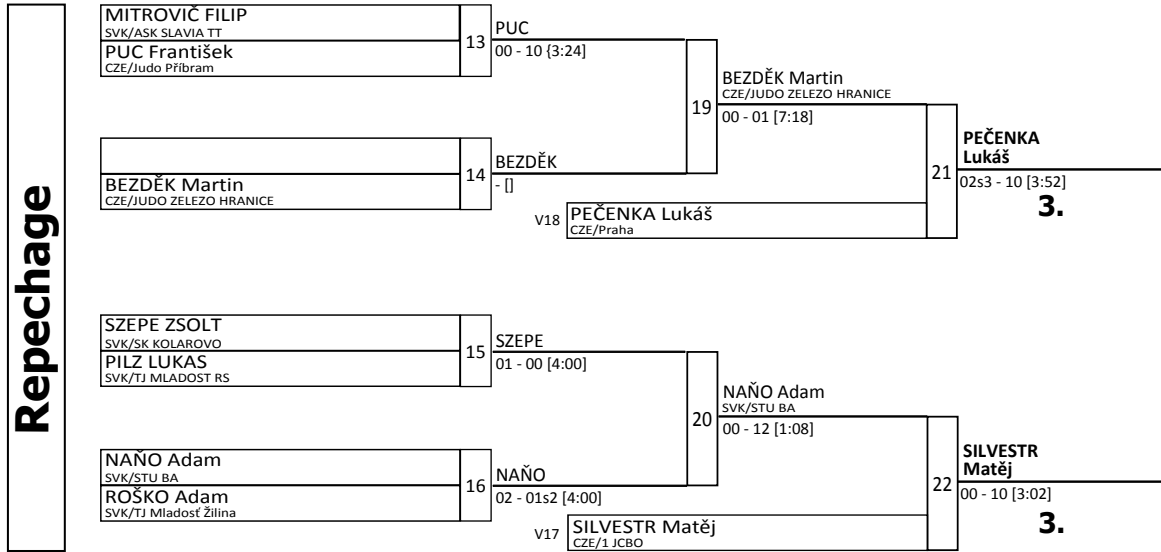 Repechage
MITROVIČ FILIP
SVK/ASK SLAVIA TT
PUC František
CZE/Judo Příbram
13
PUC
00 - 10 {3:24]
BEZDĚK Martin
CZE/JUDO ZELEZO HRANICE
14
BEZDĚK
- []
19
BEZDĚK Martin
CZE/JUDO ZELEZO HRANICE
00 - 01 [7:18]
V18
PEČENKA Lukáš
CZE/Praha
21
PEČENKA
Lukáš
02s3 - 10 [3:52]
3.
SZEPE ZSOLT
SVK/SK KOLAROVO
PILZ LUKAS
SVK/TJ MLADOST RS
15
SZEPE
01 - 00 [4:00]
NAŇO Adam
SVK/STU BA
ROŠKO Adam
SVK/TJ Mladosť Žilina
16
NAŇO
02 - 01s2 [4:00]
20
NAŇO Adam
SVK/STU BA
00 - 12 [1:08]
V17
SILVESTR Matěj
CZE/1 JCBO
22
SILVESTR
Matěj
00 - 10 [3:02]
3.